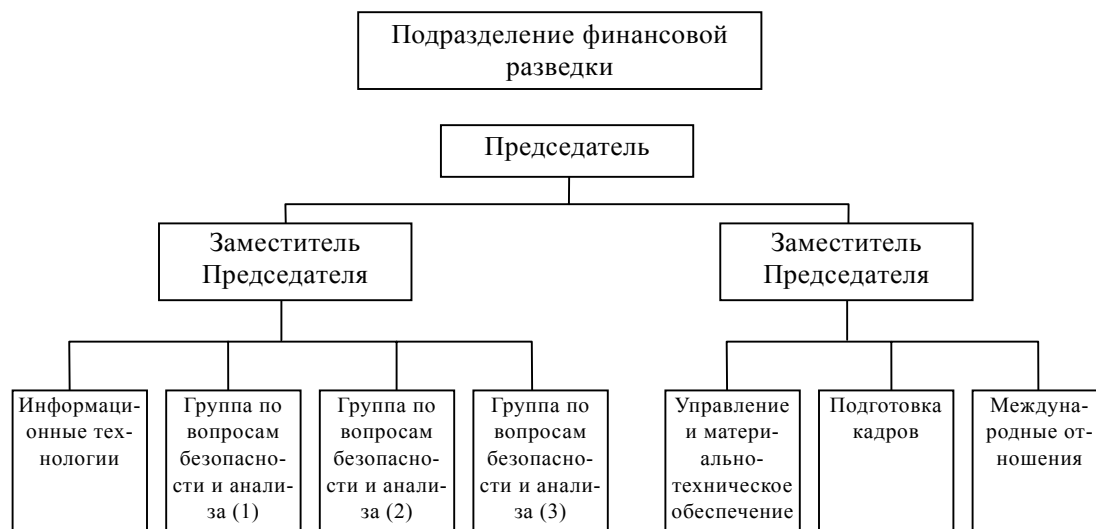 Подразделение финансовой
разведки
Председатель
Заместитель
Председателя
Заместитель
Председателя
Информаци-
онные тех-
нологии
Группа по
вопросам
безопасно-
сти и анали-
за (1)
Группа по
вопросам
безопасно-
сти и анали-
за (2)
Группа по
вопросам
безопасно-
сти и анали-
за (3)
Управление
и матери-
ально-
техническое
обеспечение
Подготовка
кадров
Междуна-
родные от-
ношения